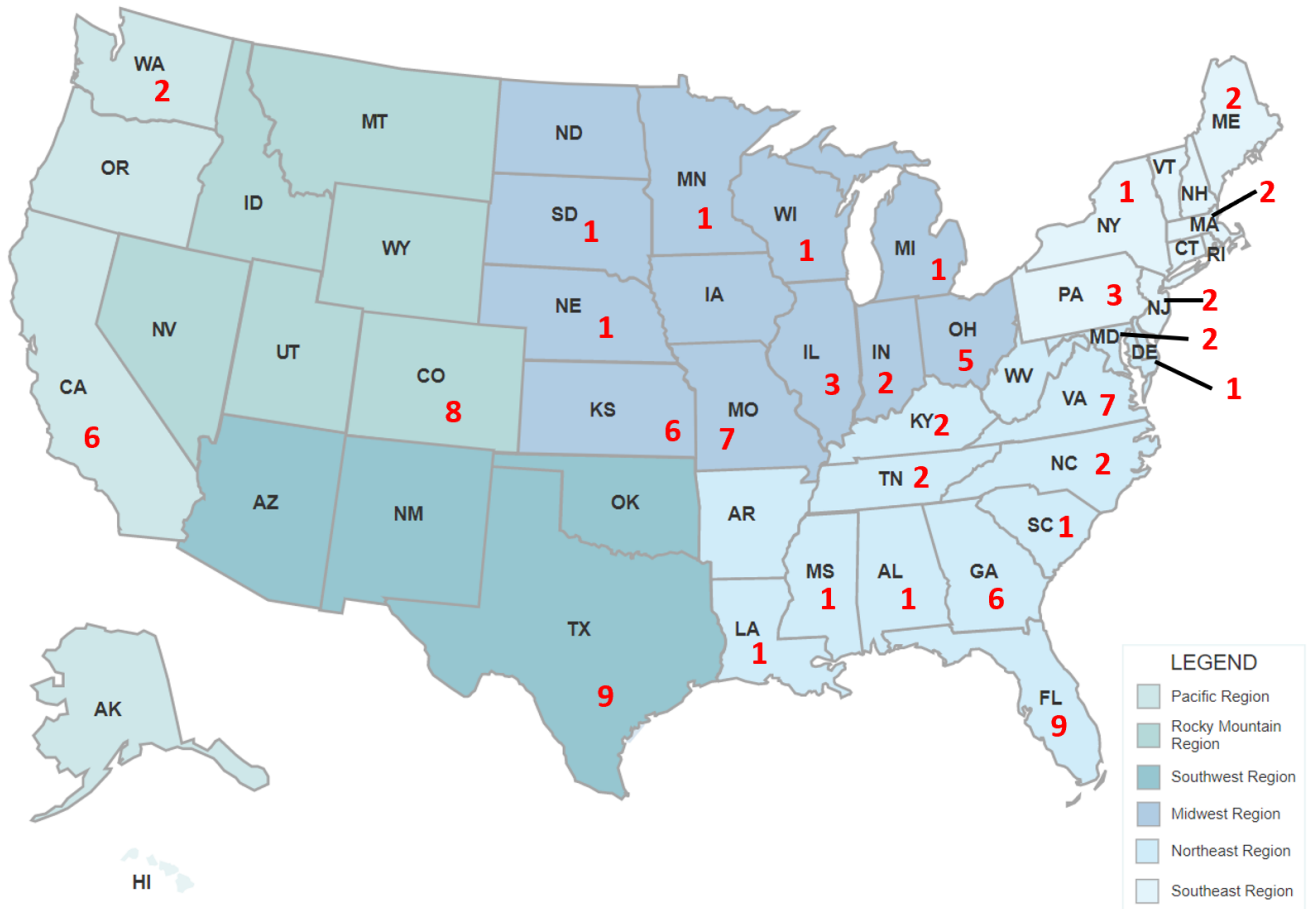 WA
2
MT
ND
MN
1
OR
ID
SD
1
WI
1
MI
1
ME
2
VT
NH
NY
1
MA
2
CT
RI
WY
NE
1
IA
PA
3
NJ
2
MD
2
DE
1
NV
UT
CO
8
CA
6
KS
6
MO
7
IL
3
IN
2
OH
5
WV
VA
7
KY
2
AZ
NM
OK
AR
TN
2
NC
2
SC
1
MS
1
AL
1
GA
6
TX
9
LA
1
FL
9
AK
HI
LEGEND
Pacific Region
Rocky Mountain
Region
Southwest Region
Midwest Region
Northeast Region
Southeast Region